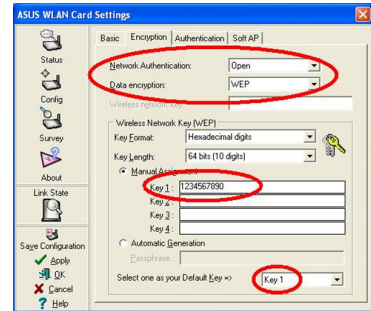 ASUS WLAN Card Settings
Status
Config
Survey
About
Link State
Save Configuration
Apply
OK
Cancel
Help
Basic Encryption Authentication Soft AP
Network Authentication: Open
Data encryption: WEP
Wireless network key
Wireless Network Key (WEP)
Key Format: Hexadecimal digits
Key Length: 64 bits (10 digits)
Manual Assignment
Key 1 : 1234567890
Key 2 :
Key 3 :
Key 4 :
Automatic Generation
Passphrase :
Select one as your Default Key => Key 1